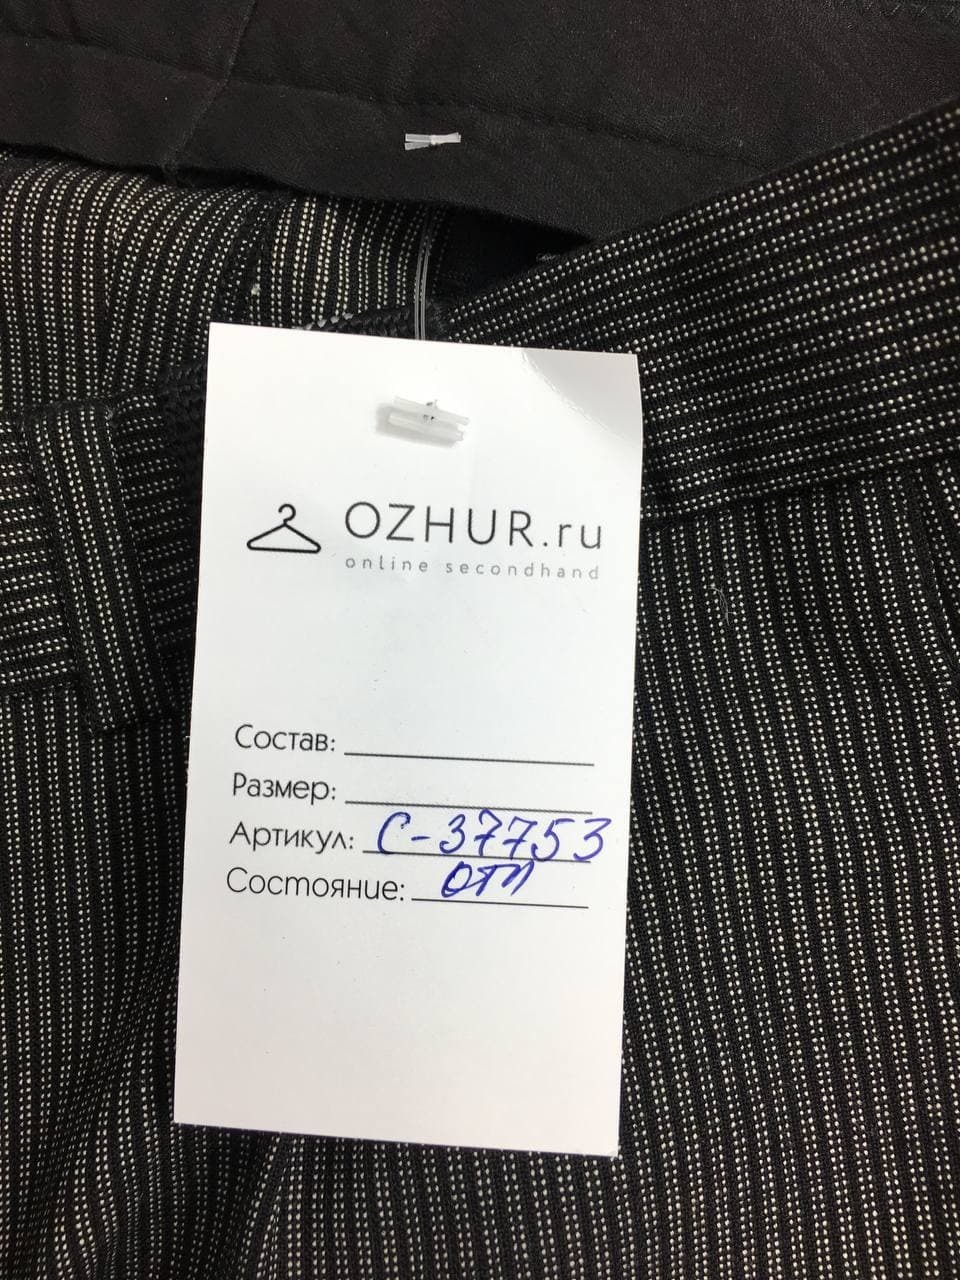 OZHUR.ru
online secondhand
Состав:
Размер:
Артикул: С-37753
Состояние: отл